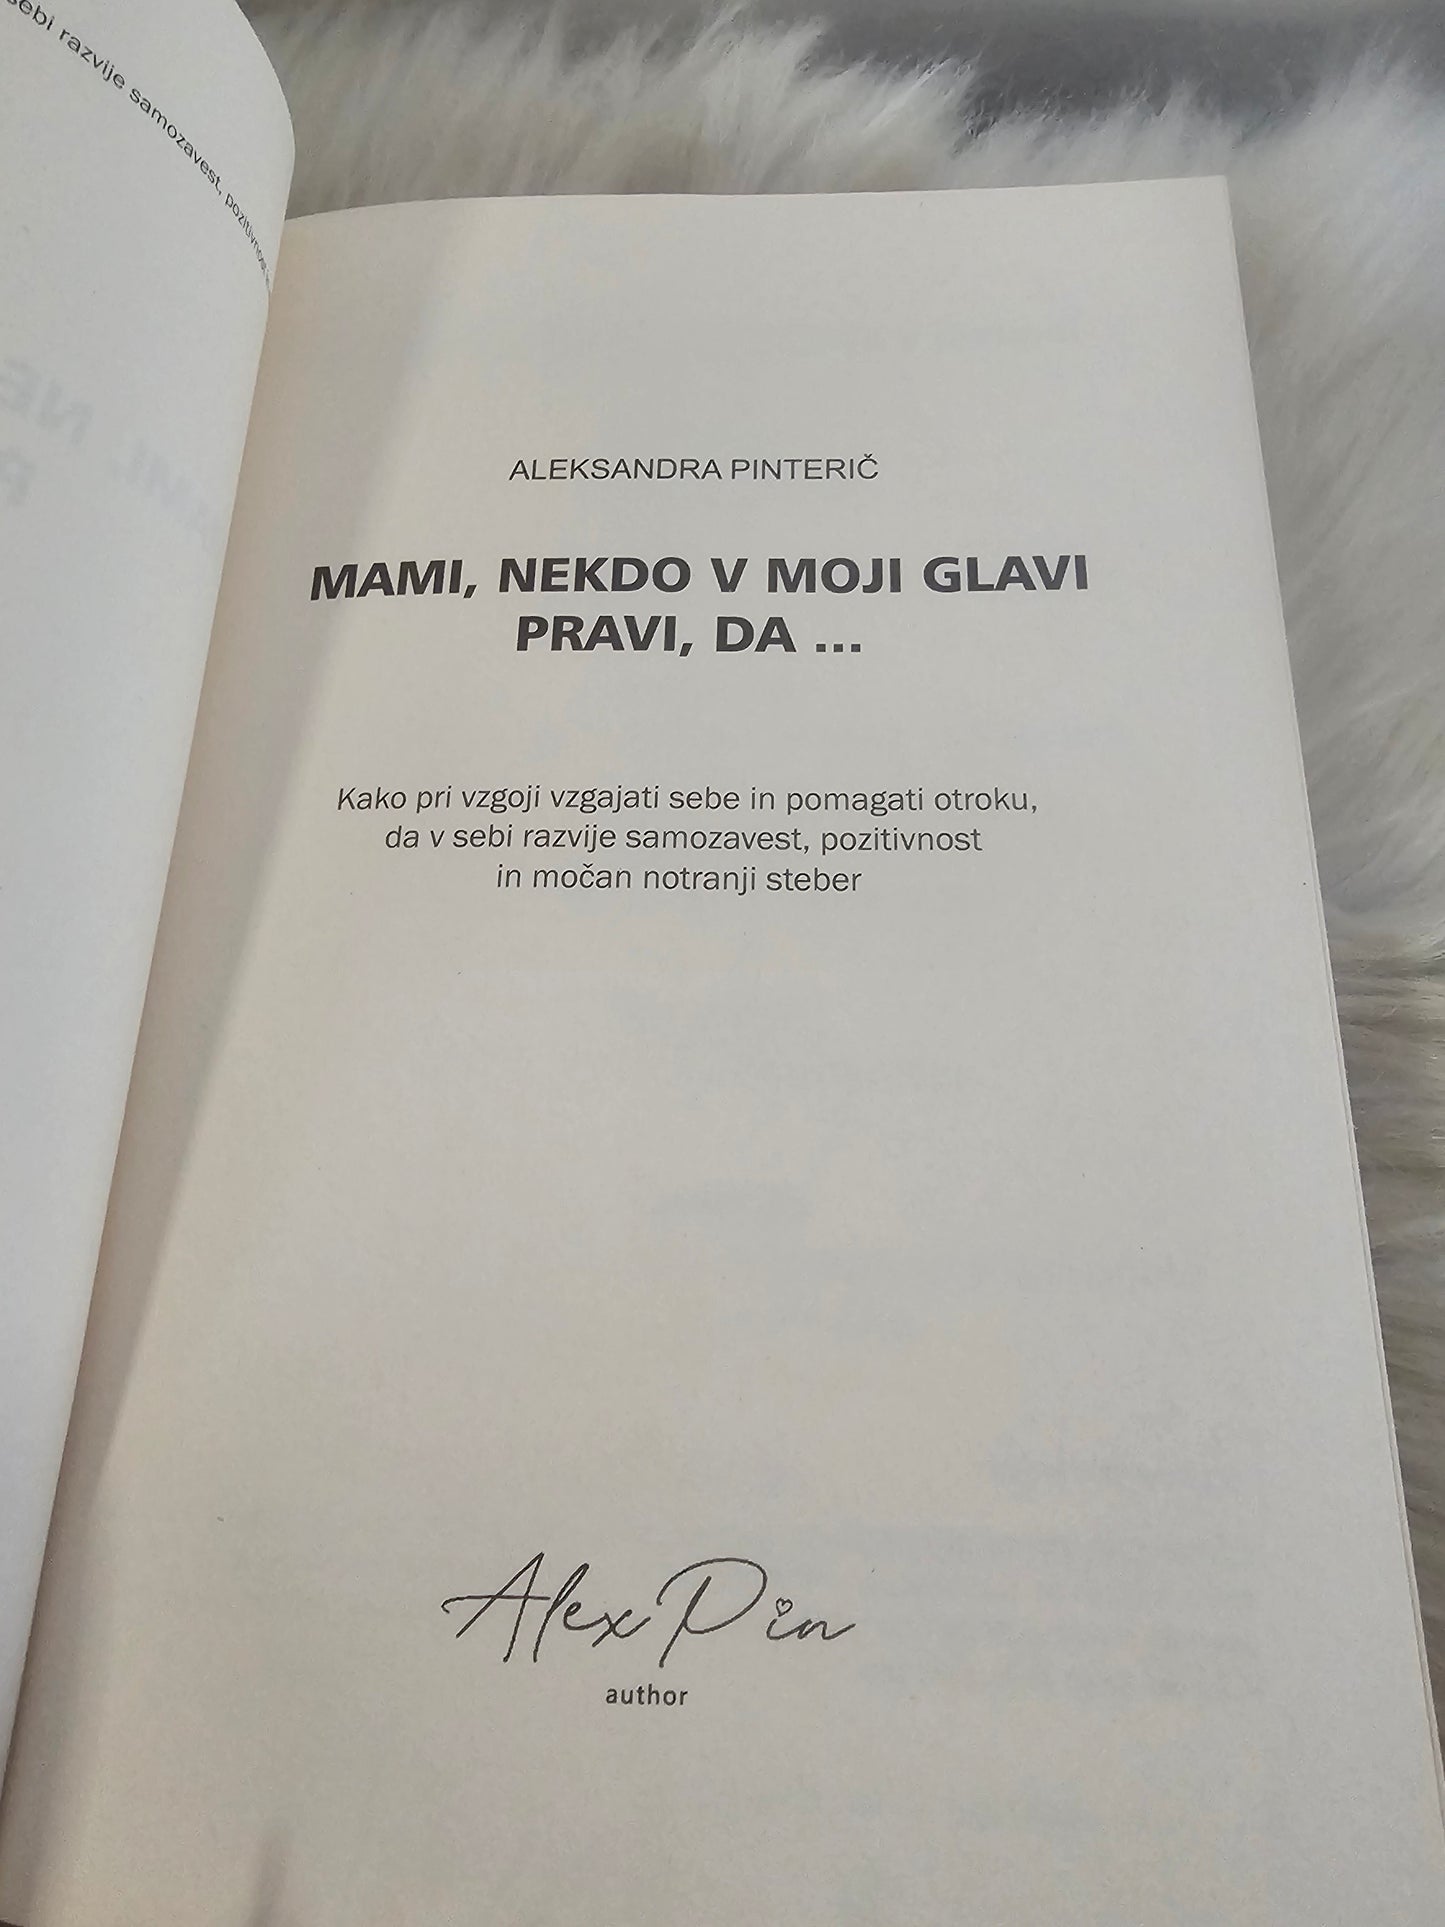 sebi razvije samozavest, pozitivnost
ALEKSANDRA PINTERIČ
MAMI, NEKDO V MOJI GLAVI
PRAVI, DA ...
Kako pri vzgoji vzgajati sebe in pomagati otroku,
da v sebi razvije samozavest, pozitivnost
in močan notranji steber
Alex Pin
author